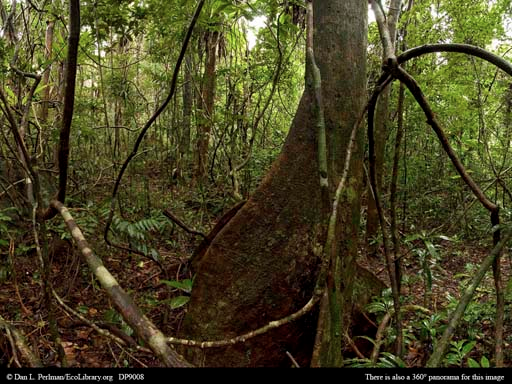 © Dan L. Perlman/EcoLibrary.org DP9008
There is also a 360° panorama for this image